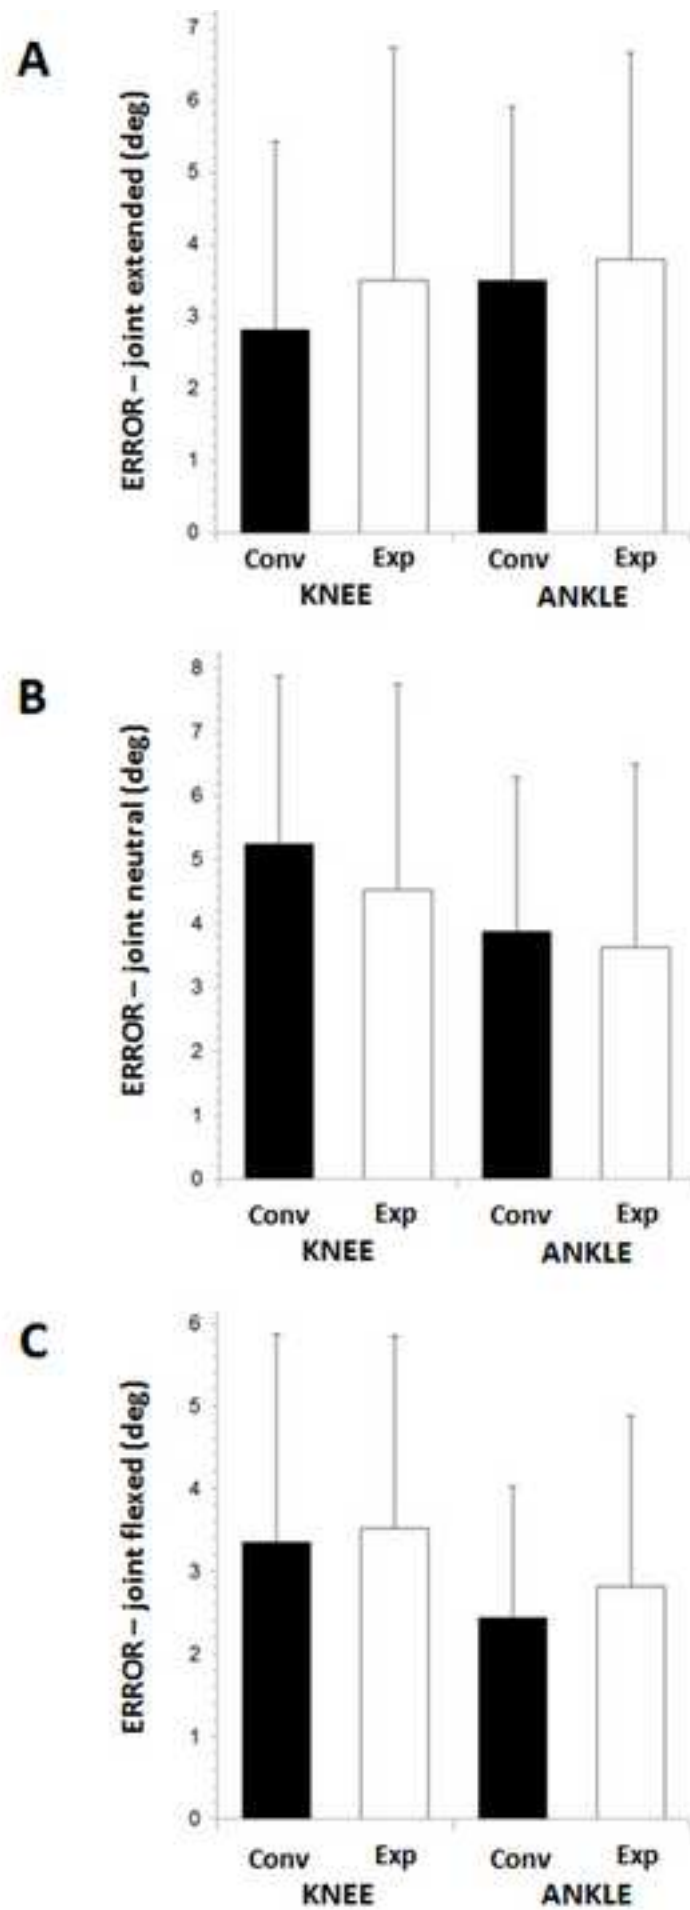 A
ERROR – joint extended (deg)
7
6
5
4
3
2
1
0
Conv Exp Conv Exp
KNEE ANKLE
B
ERROR – joint neutral (deg)
8
7
6
5
4
3
2
1
0
Conv Exp Conv Exp
KNEE ANKLE
C
ERROR – joint flexed (deg)
6
5
4
3
2
1
0
Conv Exp Conv Exp
KNEE ANKLE